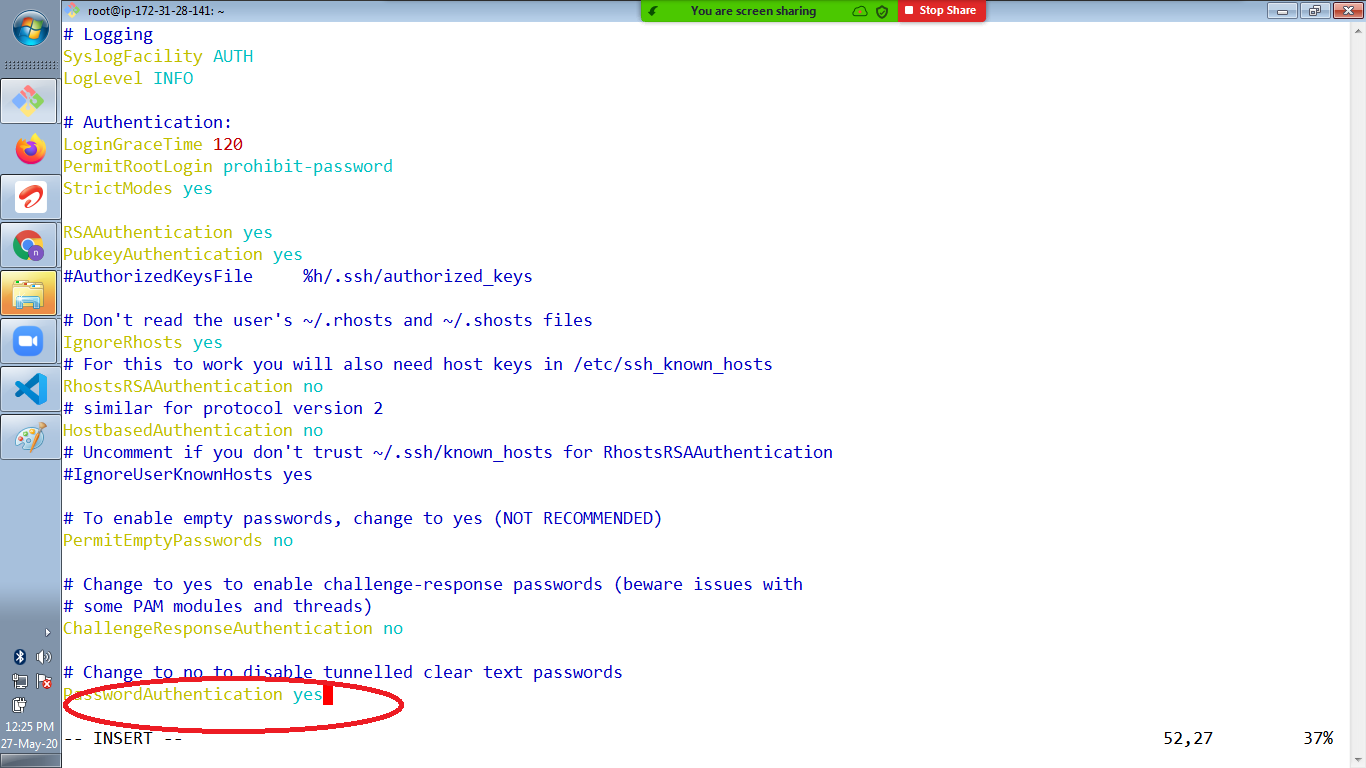 root@ip-172-31-28-141: ~
You are screen sharing
Stop Share
# Logging
SyslogFacility AUTH
LogLevel INFO
# Authentication:
LoginGraceTime 120
PermitRootLogin prohibit-password
StrictModes yes
RSAAuthentication yes
PubkeyAuthentication yes
#AuthorizedKeysFile     %h/.ssh/authorized_keys
# Don't read the user's ~/.rhosts and ~/.shosts files
IgnoreRhosts yes
# For this to work you will also need host keys in /etc/ssh_known_hosts
RhostsRSAAuthentication no
# similar for protocol version 2
HostbasedAuthentication no
# Uncomment if you don't trust ~/.ssh/known_hosts for RhostsRSAAuthentication
#IgnoreUserKnownHosts yes
# To enable empty passwords, change to yes (NOT RECOMMENDED)
PermitEmptyPasswords no
# Change to yes to enable challenge-response passwords (beware issues with
# some PAM modules and threads)
ChallengeResponseAuthentication no
# Change to no to disable tunnelled clear text passwords
PasswordAuthentication yes
-- INSERT -- 52,27 37%
n
12:25 PM
27-May-20